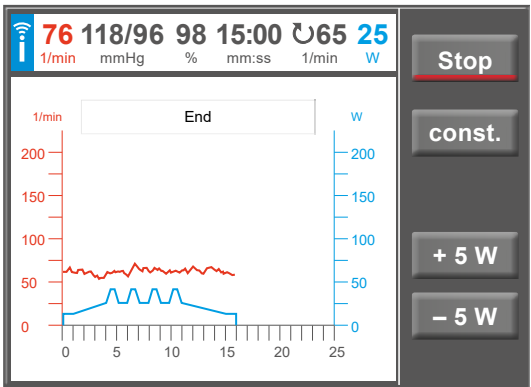 76 118/96 98 15:00 ↻65 25
1/min mmHg % mm:ss 1/min W
Stop
1/min End W
const.
200 200
150 150
100 100
+ 5 W
50 50
– 5 W
0 0
0 5 10 15 20 25